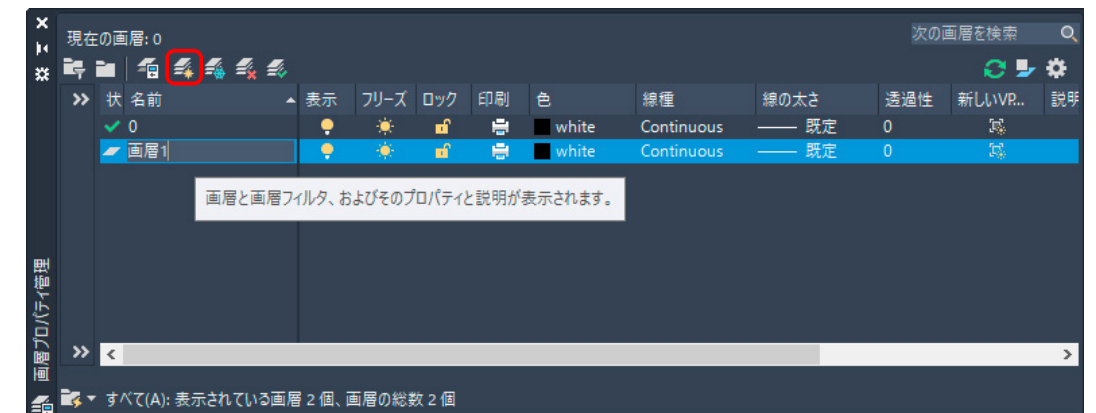 現在の画層: 0
次の画層を検索
状 名前 表示 フリーズ ロック 印刷 色 線種 線の太さ 透過性 新しいVP... 説明
0 white Continuous 既定 0
画層1 white Continuous 既定 0
画層と画層フィルタ、およびそのプロパティと説明が表示されます。
画層プロパティ管理
すべて(A): 表示されている画層 2 個、画層の総数 2 個